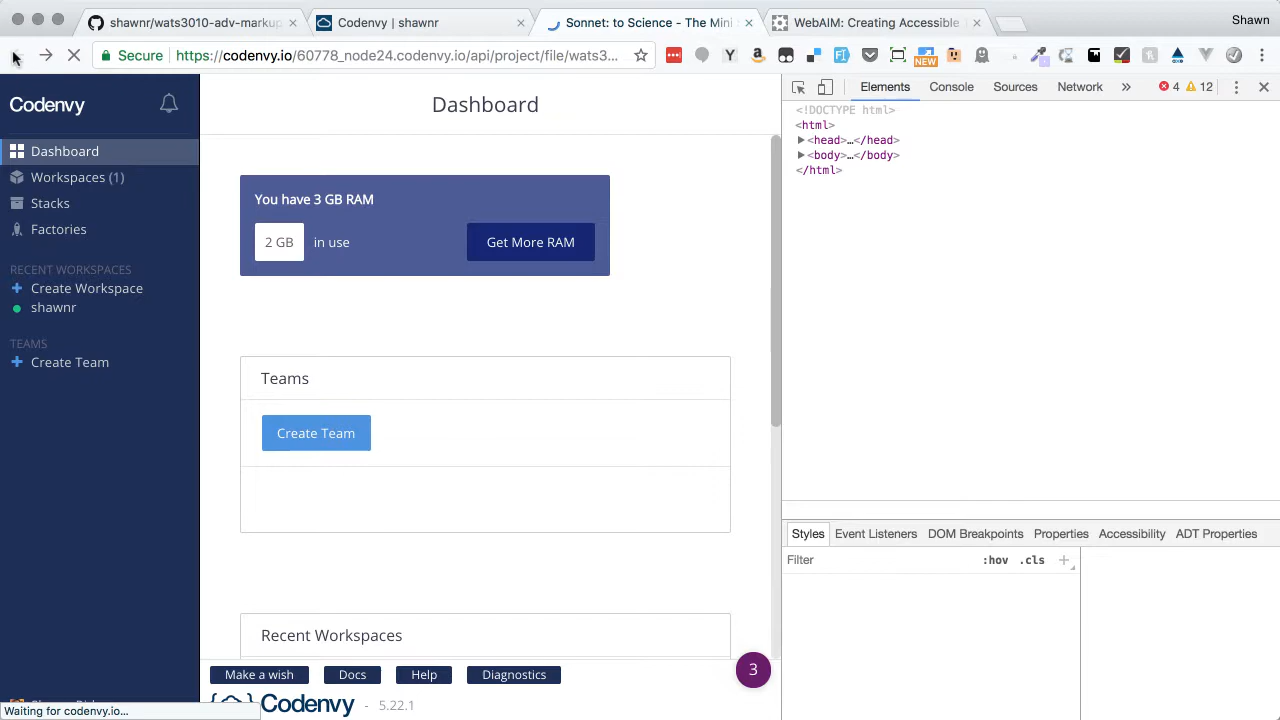 shawnr/wats3010-adv-markup
Codenvy | shawnr
Sonnet: to Science - The Mini
WebAIM: Creating Accessible
Shawn
Secure
https://codenvy.io/60778_node24.codenvy.io/api/project/file/wats3...
NEW
Codenvy
Dashboard
Workspaces (1)
Stacks
Factories
RECENT WORKSPACES
Create Workspace
shawnr
TEAMS
Create Team
Waiting for codenvy.io...
Dashboard
You have 3 GB RAM
2 GB in use
Get More RAM
Teams
Create Team
Recent Workspaces
3
Make a wish
Docs
Help
Diagnostics
Codenvy - 5.22.1
Elements
Console
Sources
Network
4
12
<!DOCTYPE html>
<html>
<head>…</head>
<body>…</body>
</html>
Styles
Event Listeners
DOM Breakpoints
Properties
Accessibility
ADT Properties
Filter
:hov .cls +